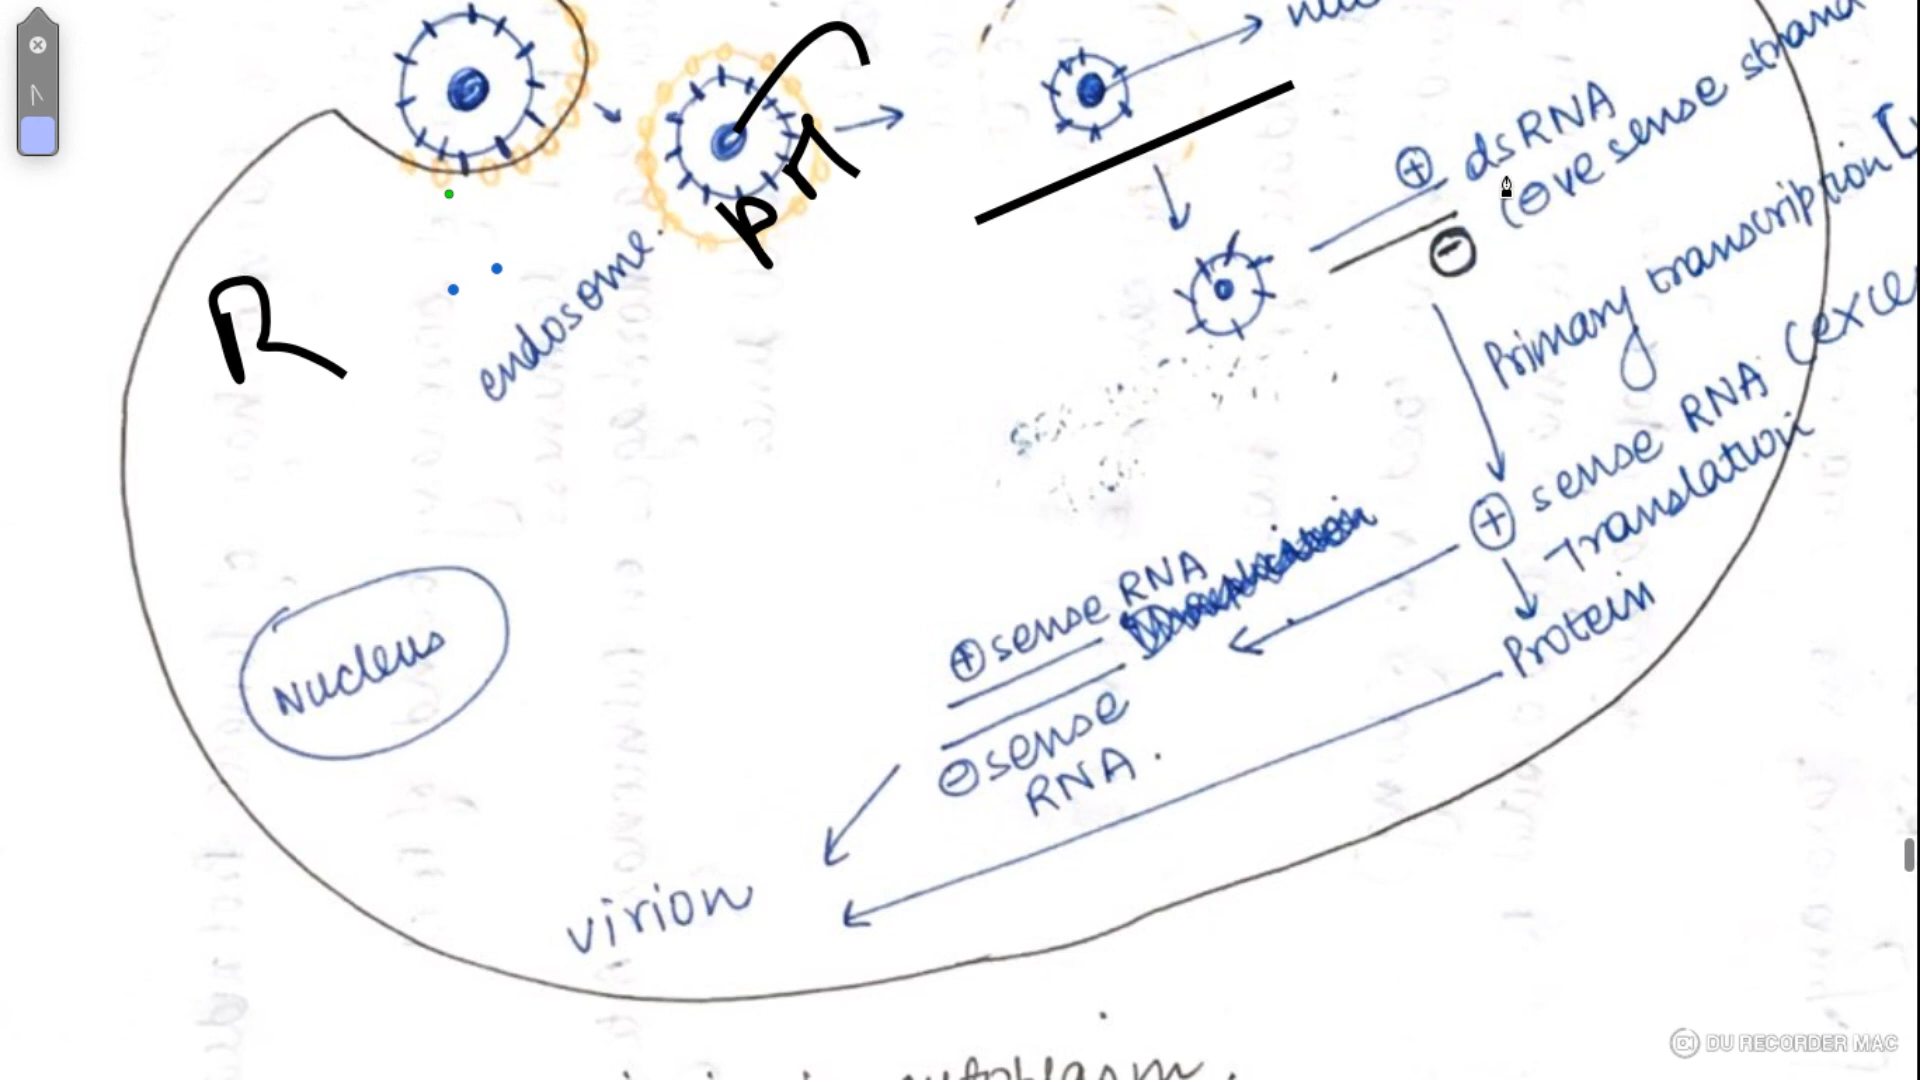 ⊕ dsRNA
(⊖ve sense strand
⊖
Primary transcription [
endosome.
R
⊕ sense RNA
Translation
Protein
⊕ sense RNA
⊖ sense
RNA.
Nucleus
virion
cytoplasm.
DU RECORDER MAC